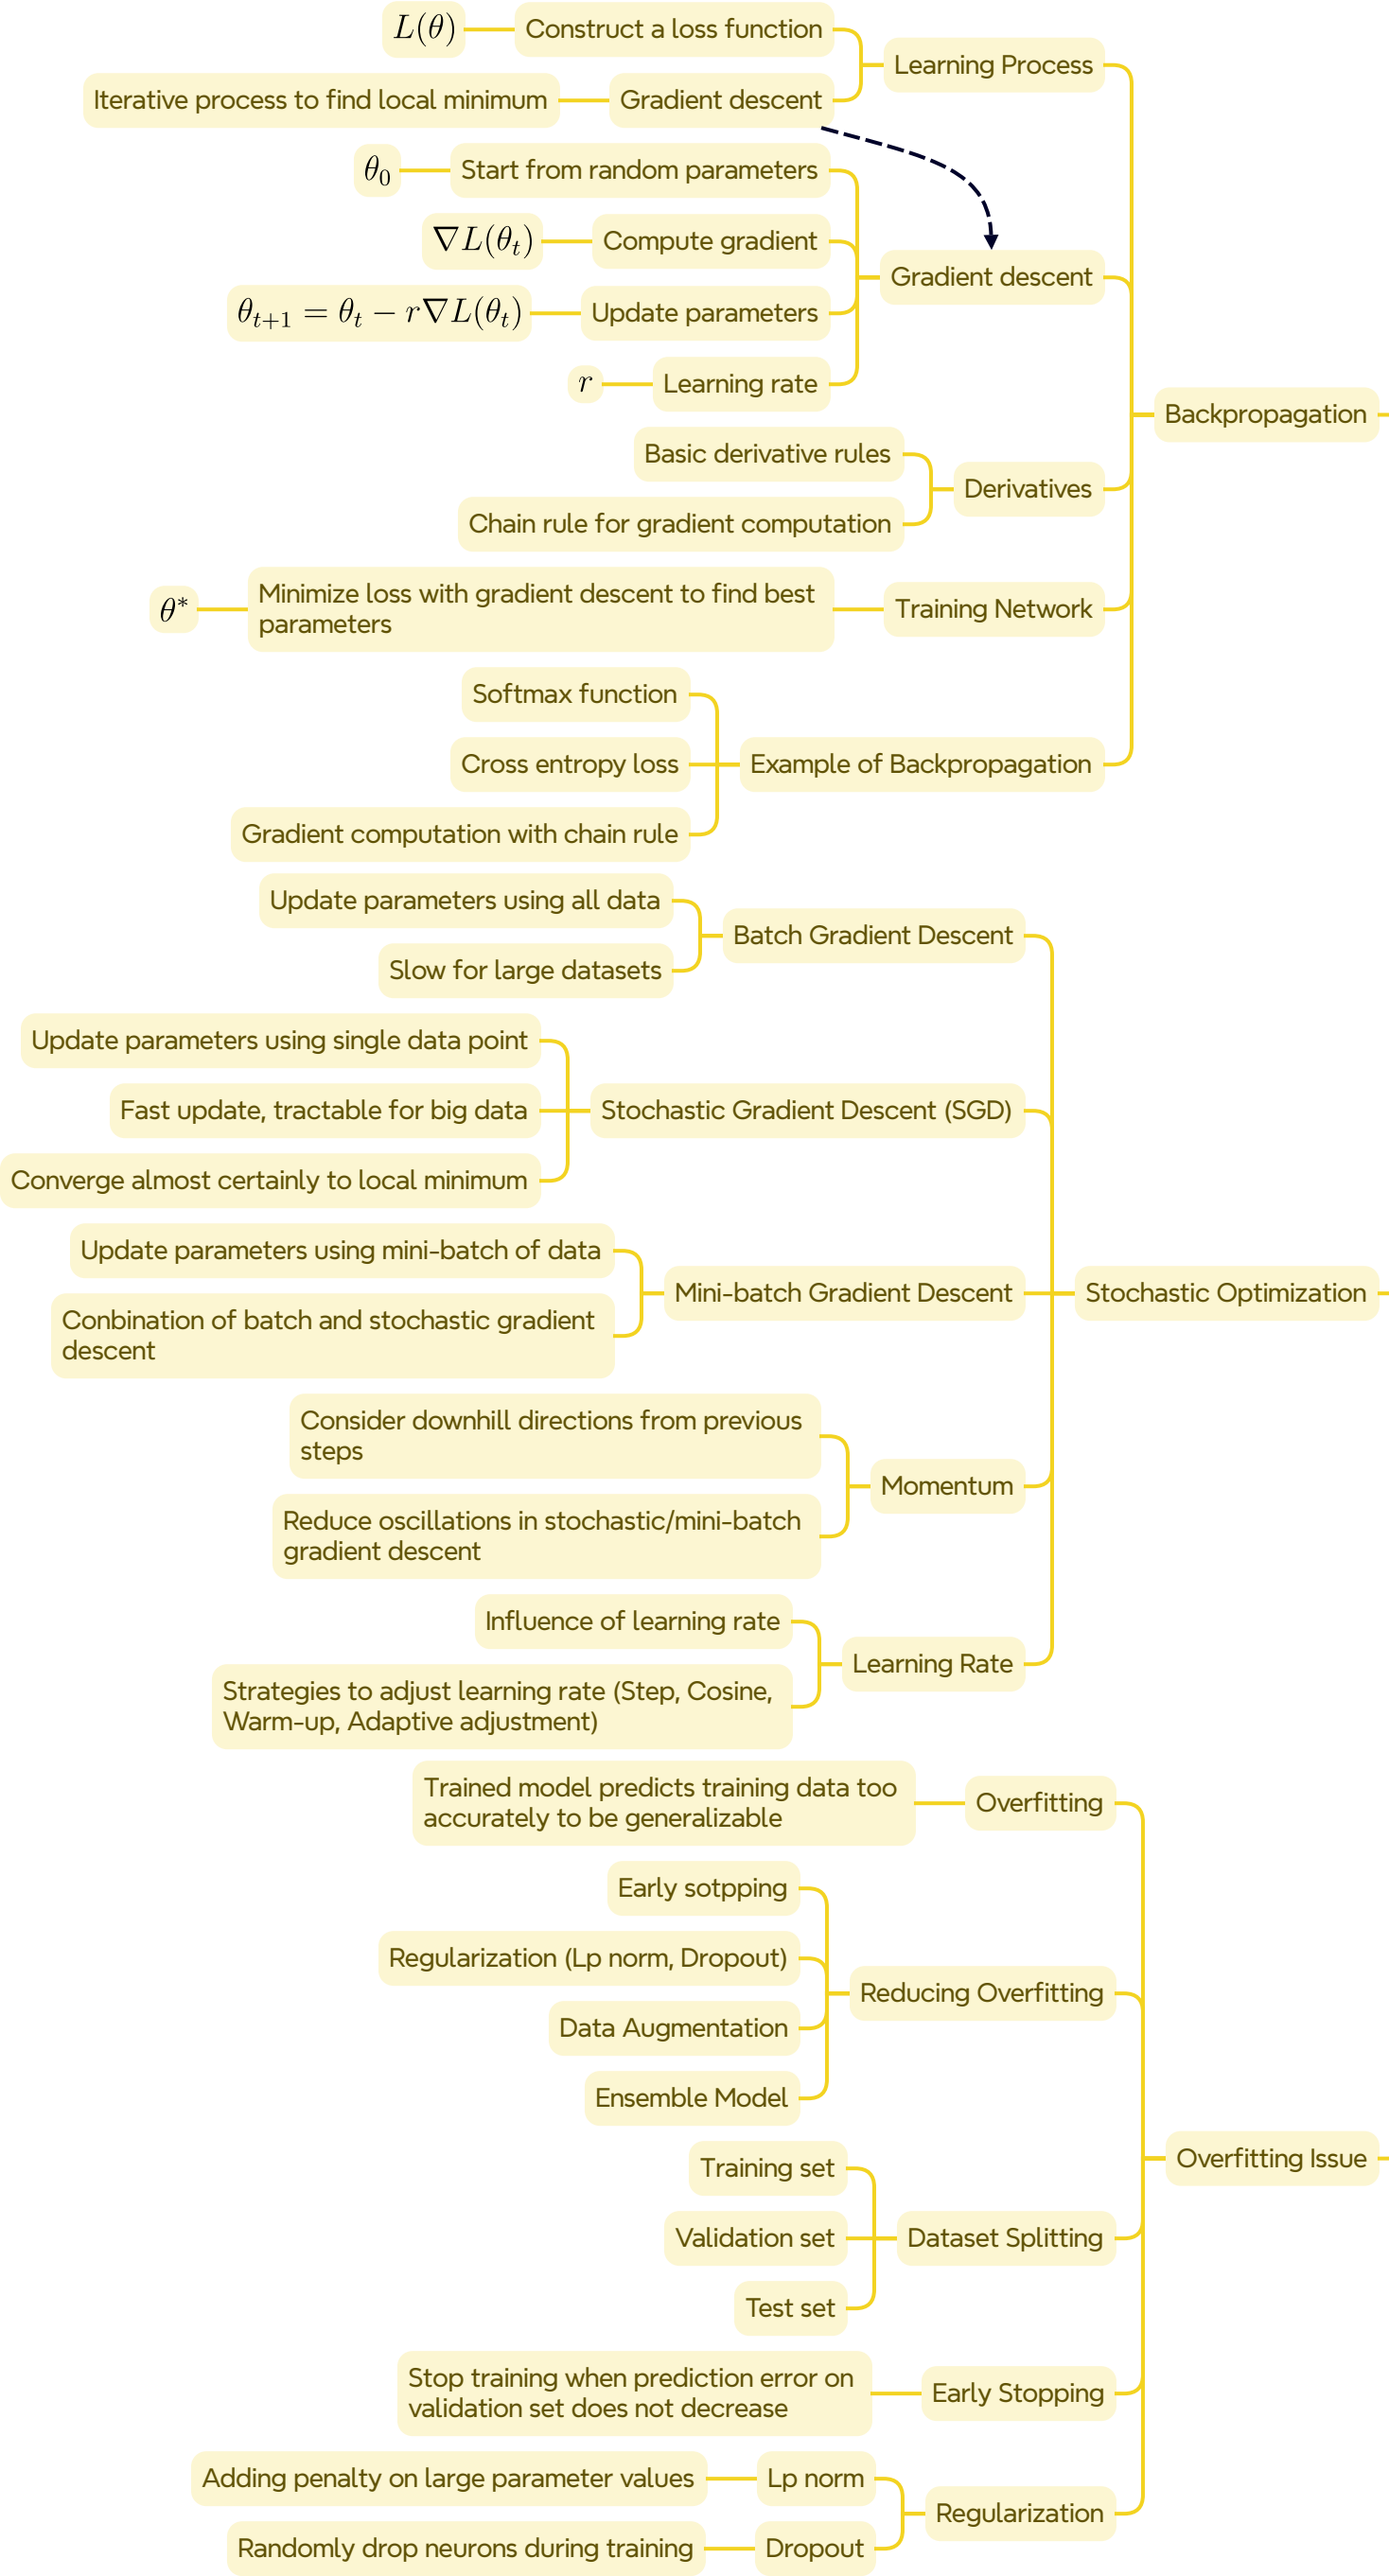 L(θ)
Construct a loss function
Learning Process
Iterative process to find local minimum
Gradient descent
θ₀
Start from random parameters
∇L(θₜ)
Compute gradient
Gradient descent
θₜ₊₁ = θₜ − r∇L(θₜ)
Update parameters
r
Learning rate
Backpropagation
Basic derivative rules
Derivatives
Chain rule for gradient computation
θ*
Minimize loss with gradient descent to find best
parameters
Training Network
Softmax function
Cross entropy loss
Example of Backpropagation
Gradient computation with chain rule
Update parameters using all data
Batch Gradient Descent
Slow for large datasets
Update parameters using single data point
Fast update, tractable for big data
Stochastic Gradient Descent (SGD)
Converge almost certainly to local minimum
Update parameters using mini-batch of data
Mini-batch Gradient Descent
Stochastic Optimization
Conbination of batch and stochastic gradient
descent
Consider downhill directions from previous
steps
Momentum
Reduce oscillations in stochastic/mini-batch
gradient descent
Influence of learning rate
Learning Rate
Strategies to adjust learning rate (Step, Cosine,
Warm-up, Adaptive adjustment)
Trained model predicts training data too
accurately to be generalizable
Overfitting
Early sotpping
Regularization (Lp norm, Dropout)
Reducing Overfitting
Data Augmentation
Ensemble Model
Overfitting Issue
Training set
Validation set
Dataset Splitting
Test set
Stop training when prediction error on
validation set does not decrease
Early Stopping
Adding penalty on large parameter values
Lp norm
Regularization
Randomly drop neurons during training
Dropout